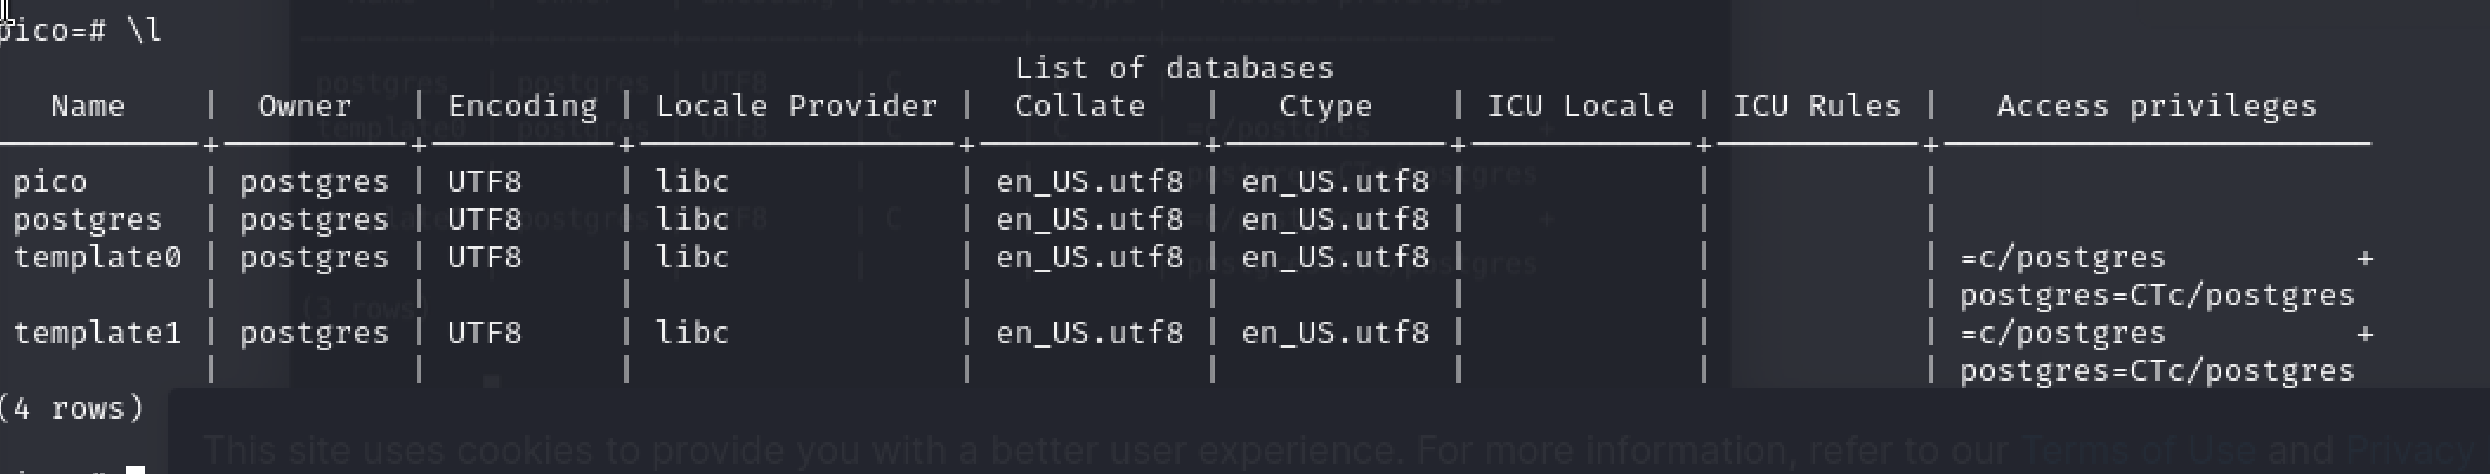 pico=# \l
List of databases
Name | Owner | Encoding | Locale Provider | Collate | Ctype | ICU Locale | ICU Rules | Access privileges
pico | postgres | UTF8 | libc | en_US.utf8 | en_US.utf8 | | |
postgres | postgres | UTF8 | libc | en_US.utf8 | en_US.utf8 | | |
template0 | postgres | UTF8 | libc | en_US.utf8 | en_US.utf8 | | | =c/postgres +
| | | | | | | | postgres=CTc/postgres
template1 | postgres | UTF8 | libc | en_US.utf8 | en_US.utf8 | | | =c/postgres +
| | | | | | | | postgres=CTc/postgres
(4 rows)
This site uses cookies to provide you with a better user experience. For more information, refer to our Terms of Use and Privacy